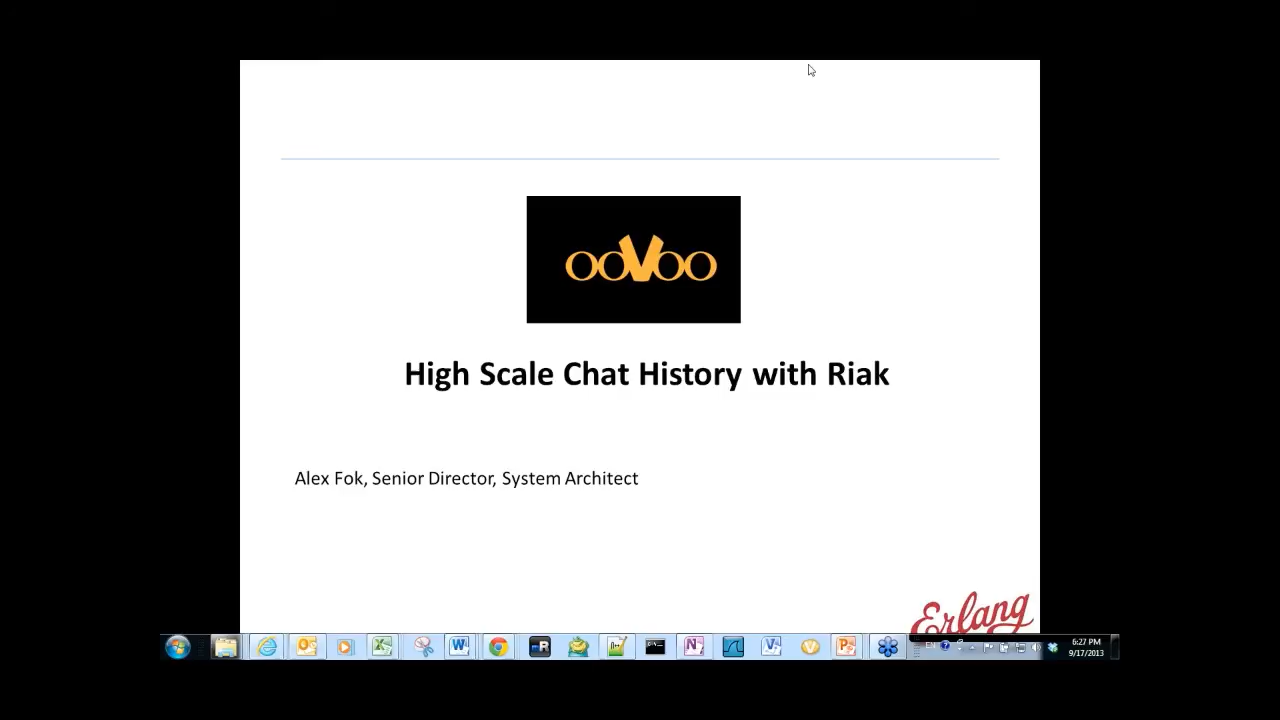 ooVoo
High Scale Chat History with Riak
Alex Fok, Senior Director, System Architect
Erlang
EN
6:27 PM
9/17/2013